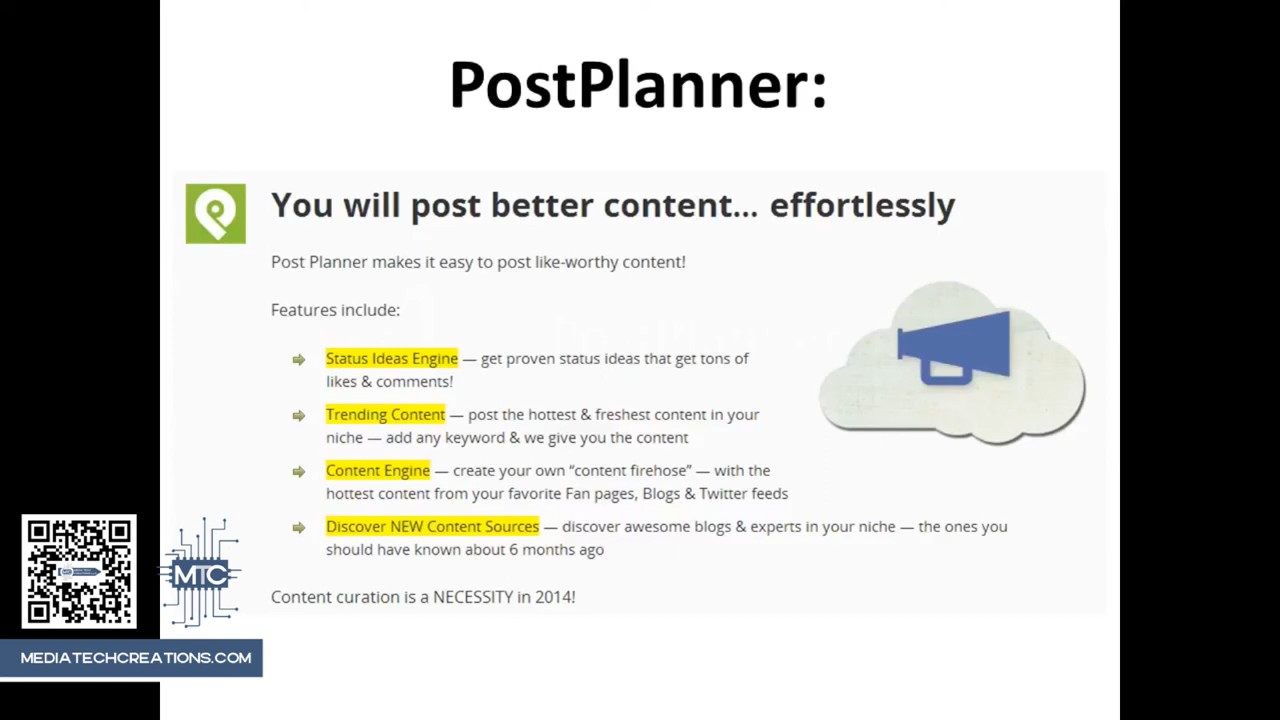 PostPlanner:
You will post better content... effortlessly
Post Planner makes it easy to post like-worthy content!
Features include:
Status Ideas Engine — get proven status ideas that get tons of
likes & comments!
Trending Content — post the hottest & freshest content in your
niche — add any keyword & we give you the content
Content Engine — create your own “content firehose” — with the
hottest content from your favorite Fan pages, Blogs & Twitter feeds
Discover NEW Content Sources — discover awesome blogs & experts in your niche — the ones you
should have known about 6 months ago
Content curation is a NECESSITY in 2014!
MTC
MEDIATECHCREATIONS.COM